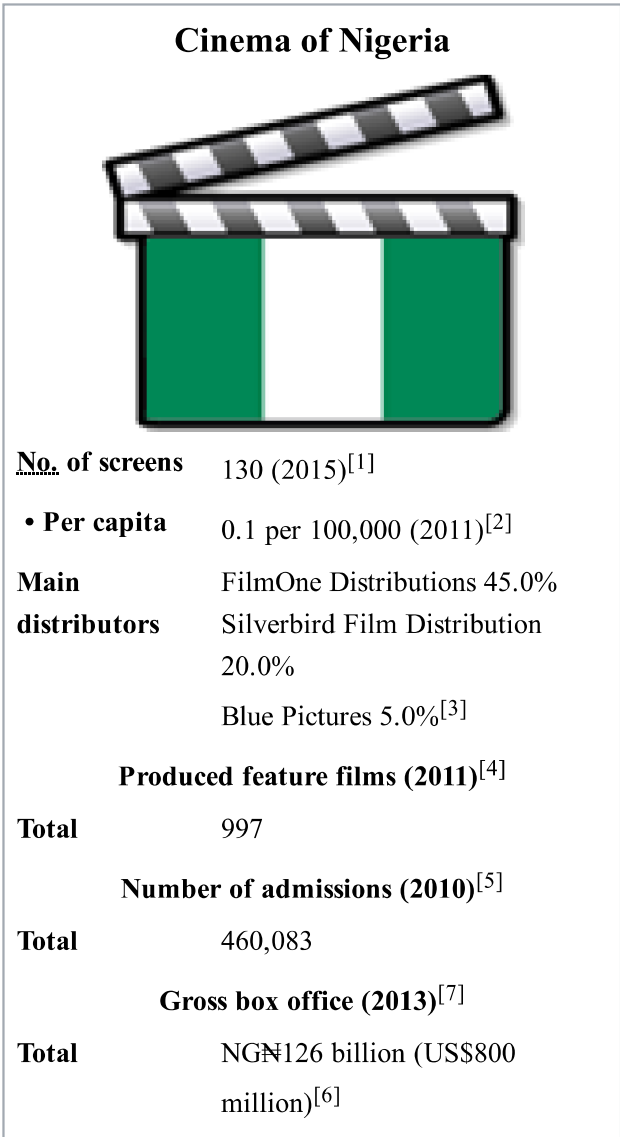 Cinema of Nigeria
No. of screens 130 (2015)[1]
• Per capita 0.1 per 100,000 (2011)[2]
Main distributors FilmOne Distributions 45.0%
Silverbird Film Distribution
20.0%
Blue Pictures 5.0%[3]
Produced feature films (2011)[4]
Total 997
Number of admissions (2010)[5]
Total 460,083
Gross box office (2013)[7]
Total NG₦126 billion (US$800
million)[6]